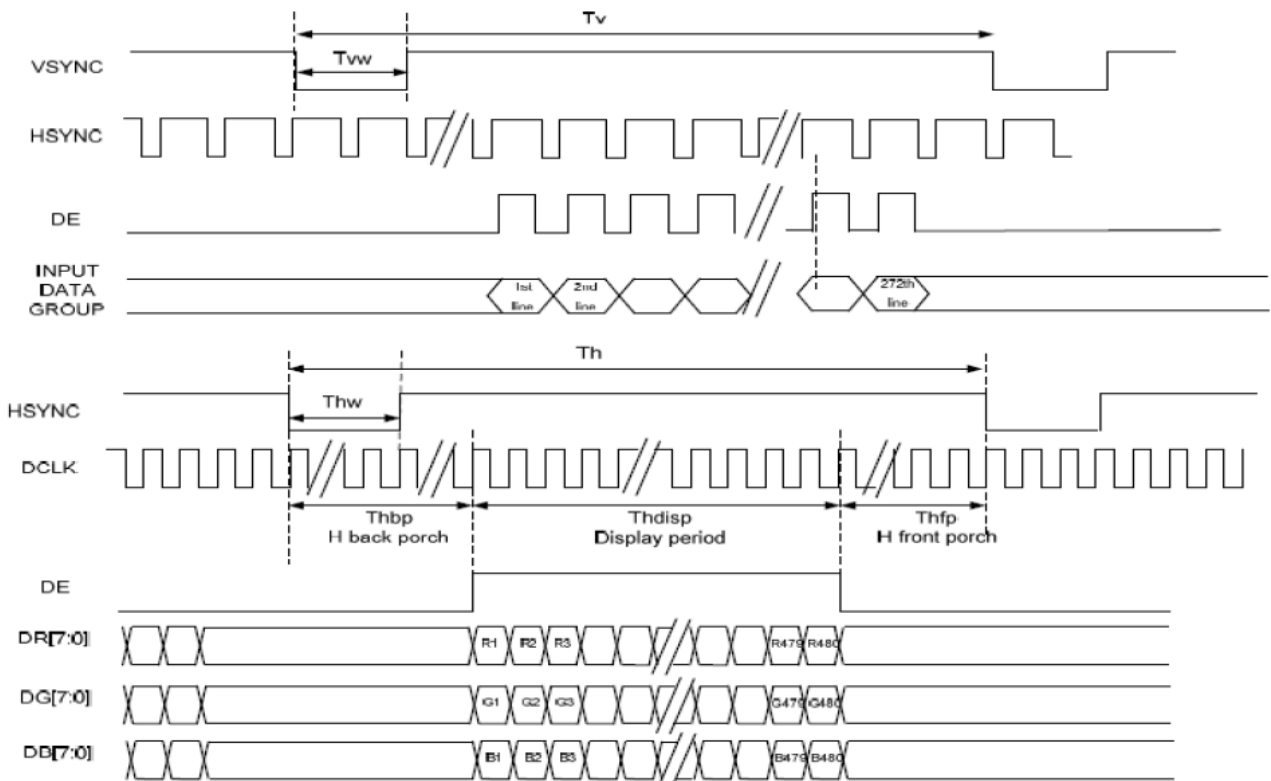 Tv
Tvw
VSYNC
HSYNC
DE
INPUT
DATA
GROUP
1st
line
2nd
line
272th
line
Th
Thw
HSYNC
DCLK
Thbp
H back porch
Thdisp
Display period
Thfp
H front porch
DE
DR[7:0]
R1 R2 R3 R479 R480
DG[7:0]
G1 G2 G3 G479 G480
DB[7:0]
B1 B2 B3 B479 B480